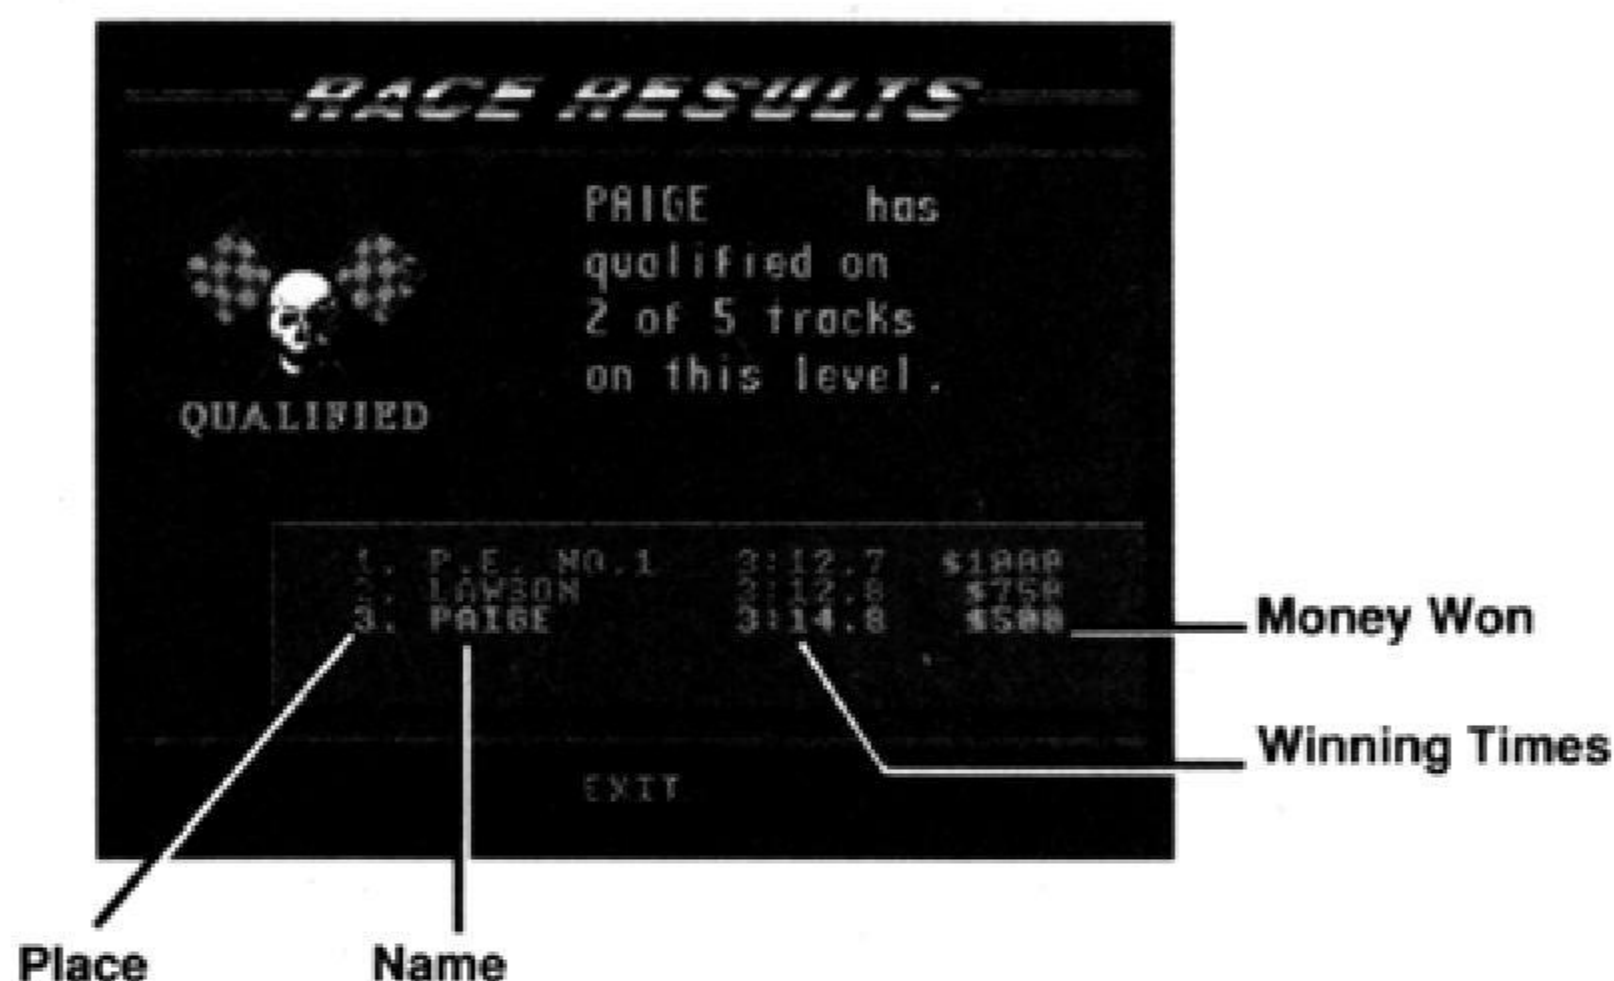 RACE RESULTS
PAIGE has
qualified on
2 of 5 tracks
on this level.
QUALIFIED
1. P.E. NO.1 3:12.7 $1000
2. LAWSON 3:12.8 $750
3. PAIGE 3:14.8 $500
Money Won
Winning Times
EXIT
Place Name